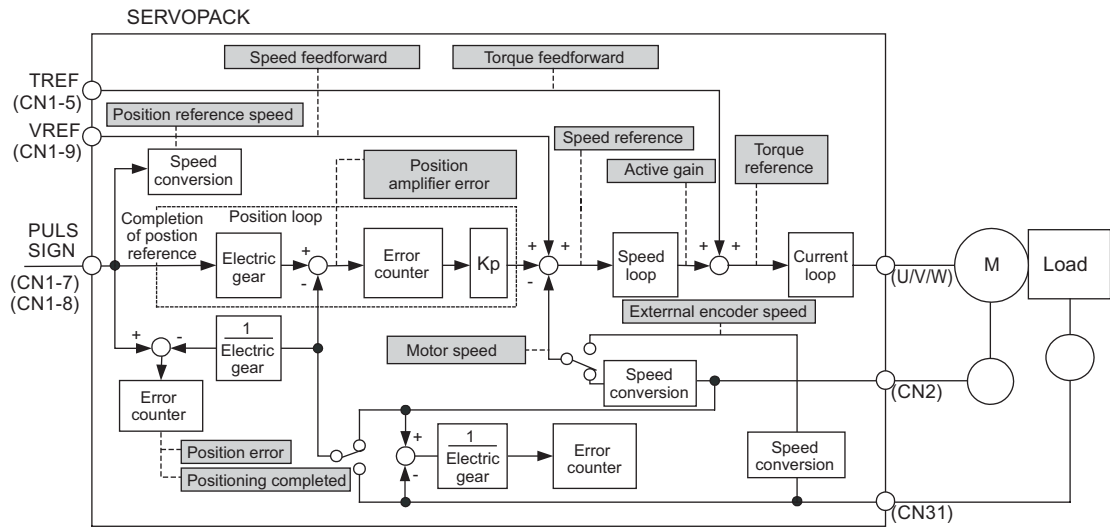 SERVOPACK
Speed feedforward
Torque feedforward
TREF
(CN1-5)
Position reference speed
VREF
(CN1-9)
Speed
conversion
Position
amplifier error
Speed reference
Active gain
Torque
reference
Completion
of postion
reference
Position loop
PULS
SIGN
(CN1-7)
(CN1-8)
Electric
gear
+
-
Error
counter
Kp
+
+
-
Speed
loop
+
+
Current
loop
(U/V/W)
M
Load
+
-
1
Electric
gear
Motor speed
Exterrnal encoder speed
Speed
conversion
(CN2)
Error
counter
Position error
Positioning completed
+
-
1
Electric
gear
Error
counter
Speed
conversion
(CN31)